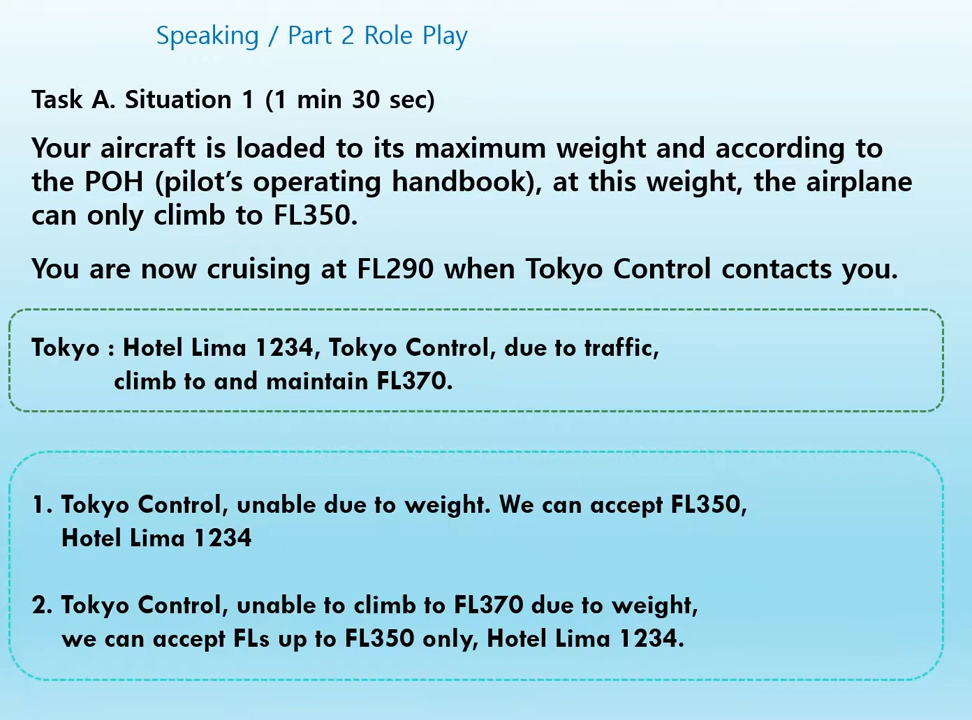 Speaking / Part 2 Role Play
Task A. Situation 1 (1 min 30 sec)
Your aircraft is loaded to its maximum weight and according to
the POH (pilot's operating handbook), at this weight, the airplane
can only climb to FL350.
You are now cruising at FL290 when Tokyo Control contacts you.
Tokyo : Hotel Lima 1234, Tokyo Control, due to traffic,
climb to and maintain FL370.
1. Tokyo Control, unable due to weight. We can accept FL350,
Hotel Lima 1234
2. Tokyo Control, unable to climb to FL370 due to weight,
we can accept FLs up to FL350 only, Hotel Lima 1234.